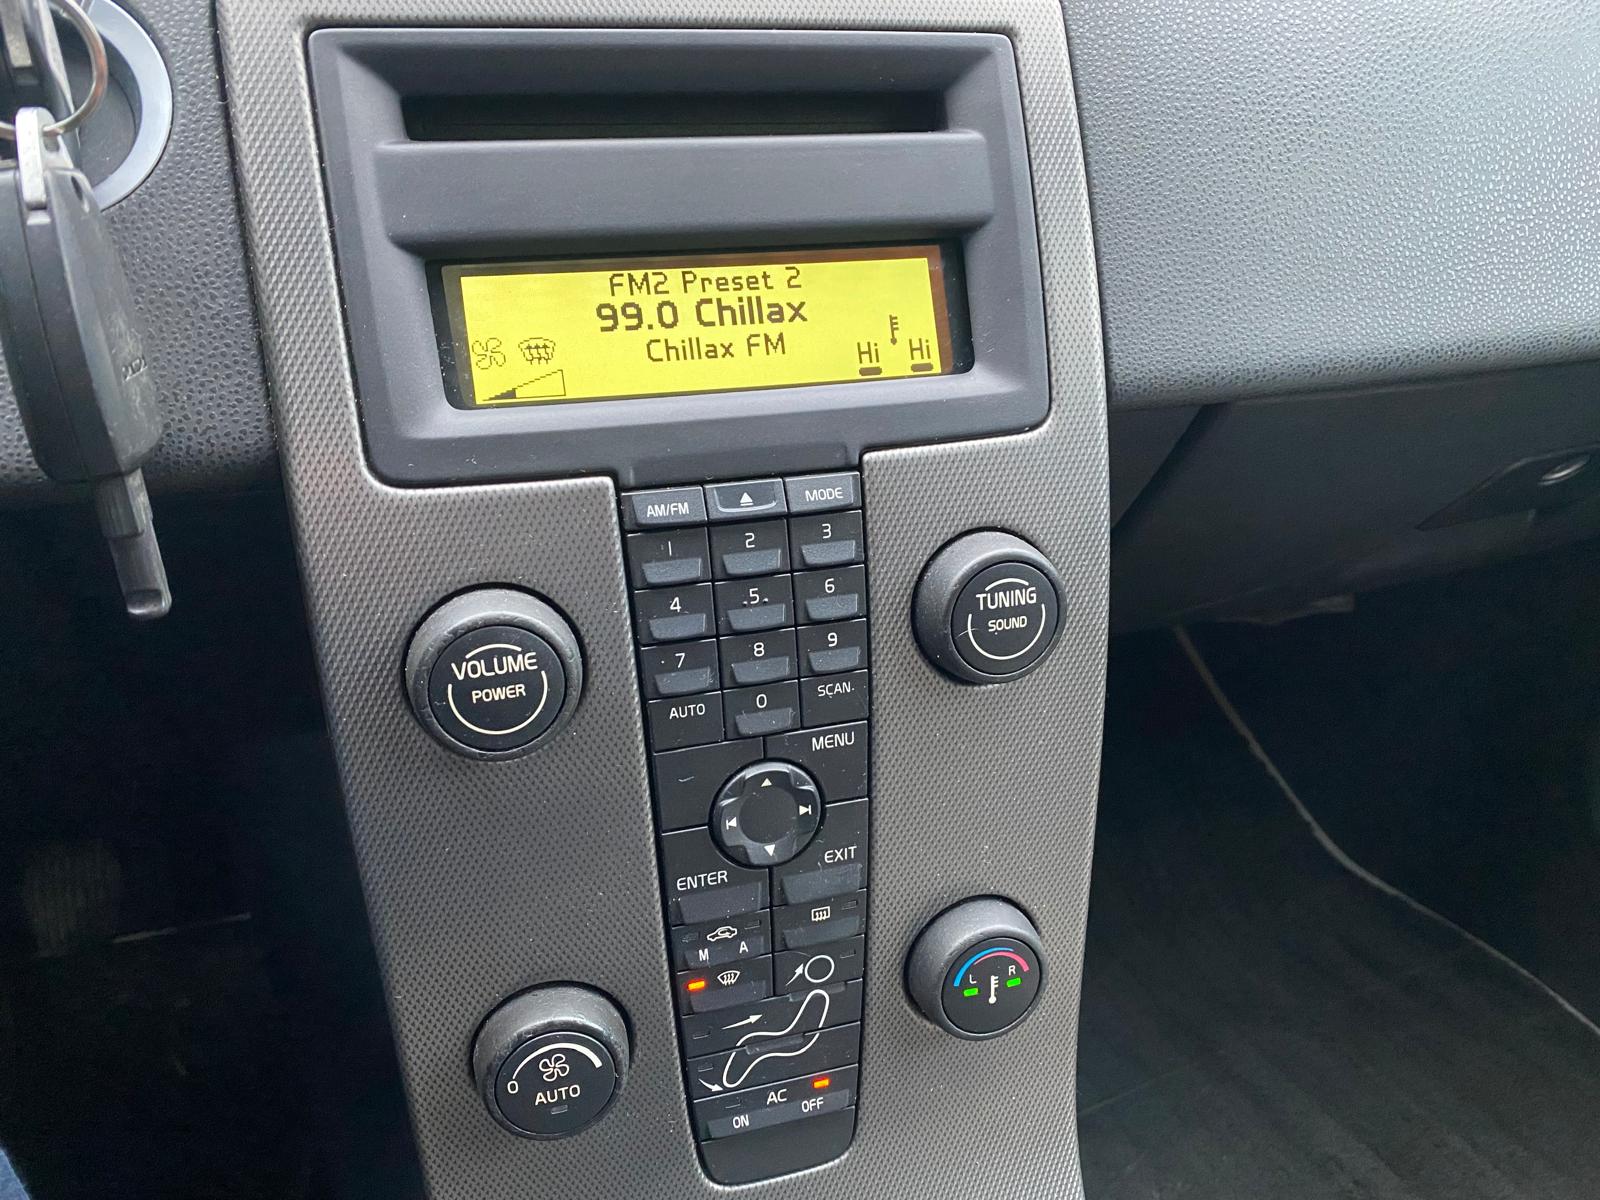 FM2 Preset 2
99.0 Chillax
Chillax FM
Hi Hi
AM/FM MODE
1 2 3
4 5 6
7 8 9
AUTO 0 SCAN
VOLUME
POWER
TUNING
SOUND
MENU
ENTER EXIT
M A
L R
0
AUTO
AC
ON OFF